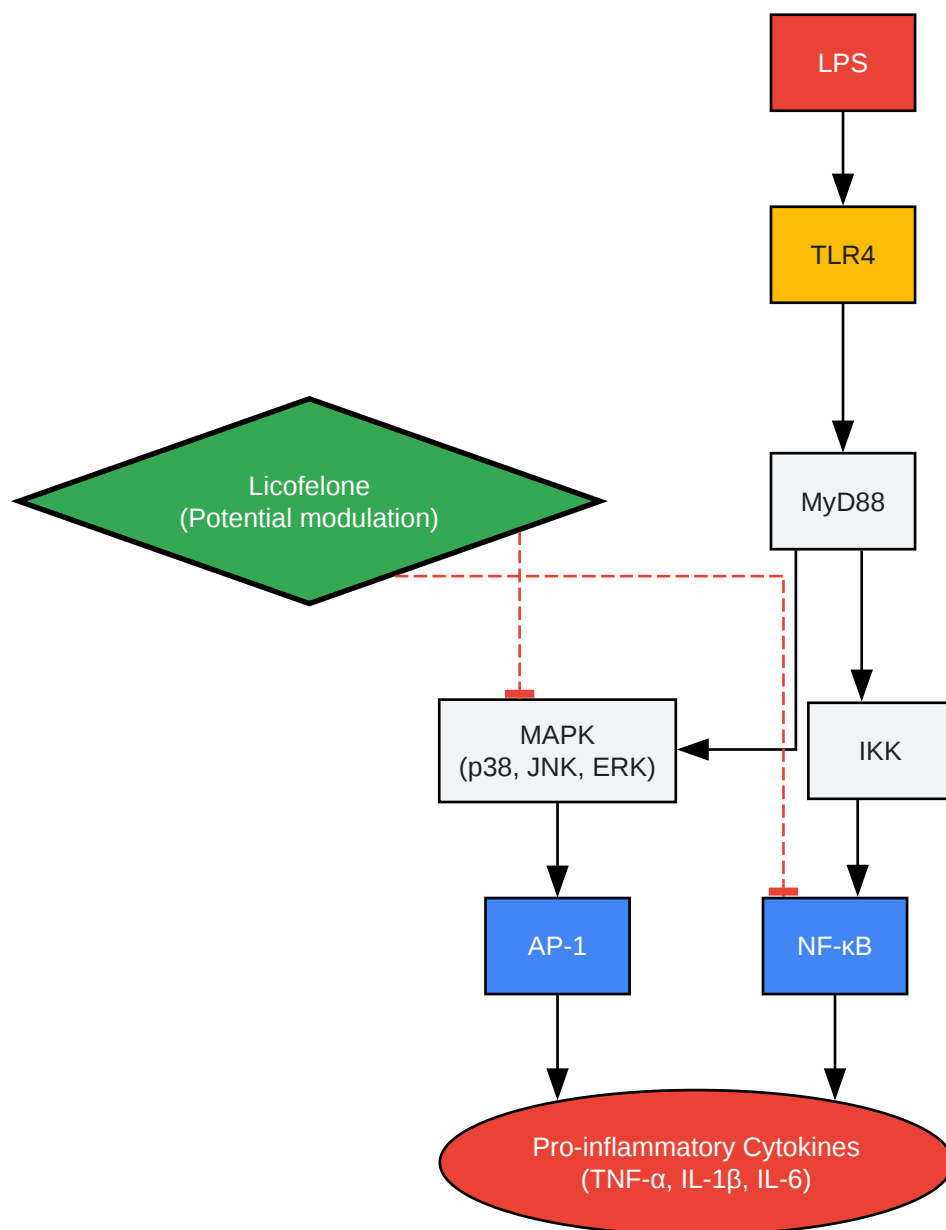 LPS
TLR4
Licofelone
(Potential modulation)
MyD88
MAPK
(p38, JNK, ERK)
IKK
AP-1
NF-κB
Pro-inflammatory Cytokines
(TNF-α, IL-1β, IL-6)